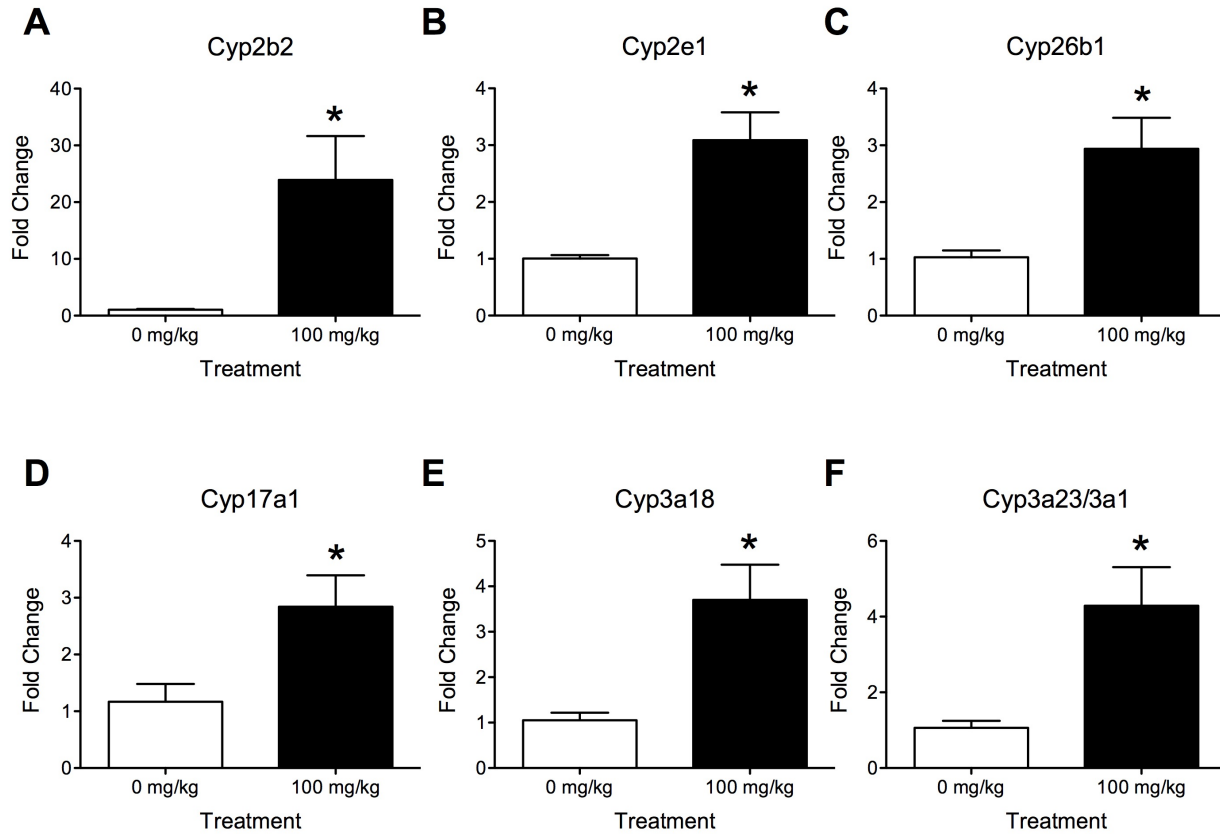 A
Cyp2b2
40
30
20
10
0
Fold Change
*
0 mg/kg
100 mg/kg
Treatment
B
Cyp2e1
4
3
2
1
0
Fold Change
*
0 mg/kg
100 mg/kg
Treatment
C
Cyp26b1
4
3
2
1
0
Fold Change
*
0 mg/kg
100 mg/kg
Treatment
D
Cyp17a1
4
3
2
1
0
Fold Change
*
0 mg/kg
100 mg/kg
Treatment
E
Cyp3a18
5
4
3
2
1
0
Fold Change
*
0 mg/kg
100 mg/kg
Treatment
F
Cyp3a23/3a1
6
4
2
0
Fold Change
*
0 mg/kg
100 mg/kg
Treatment